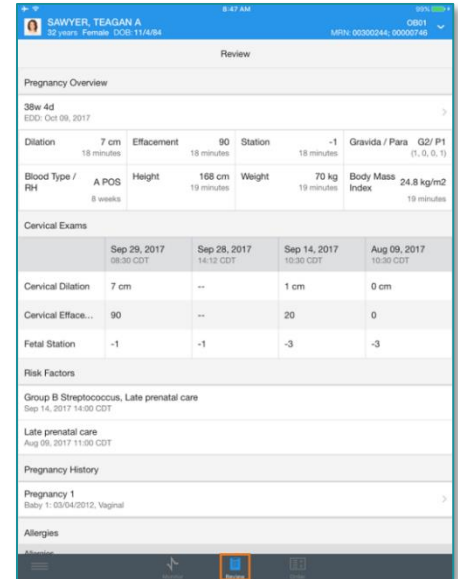 8:47 AM 99%
SAWYER, TEAGAN A OB01
32 years Female DOB: 11/4/84 MRN: 00300244; 00000746
Review
Pregnancy Overview
38w 4d
EDD: Oct 09, 2017
Dilation 7 cm Effacement 90 Station -1 Gravida / Para G2/ P1
18 minutes 18 minutes 18 minutes (1, 0, 0, 1)
Blood Type / RH A POS Height 168 cm Weight 70 kg Body Mass Index 24.8 kg/m2
8 weeks 19 minutes 19 minutes 19 minutes
Cervical Exams
Sep 29, 2017 Sep 28, 2017 Sep 14, 2017 Aug 09, 2017
08:30 CDT 14:12 CDT 10:30 CDT 10:30 CDT
Cervical Dilation 7 cm -- 1 cm 0 cm
Cervical Efface... 90 -- 20 0
Fetal Station -1 -1 -3 -3
Risk Factors
Group B Streptococcus, Late prenatal care
Sep 14, 2017 14:00 CDT
Late prenatal care
Aug 09, 2017 11:00 CDT
Pregnancy History
Pregnancy 1
Baby 1: 03/04/2012, Vaginal
Allergies
Allergies
Monitor Review Order